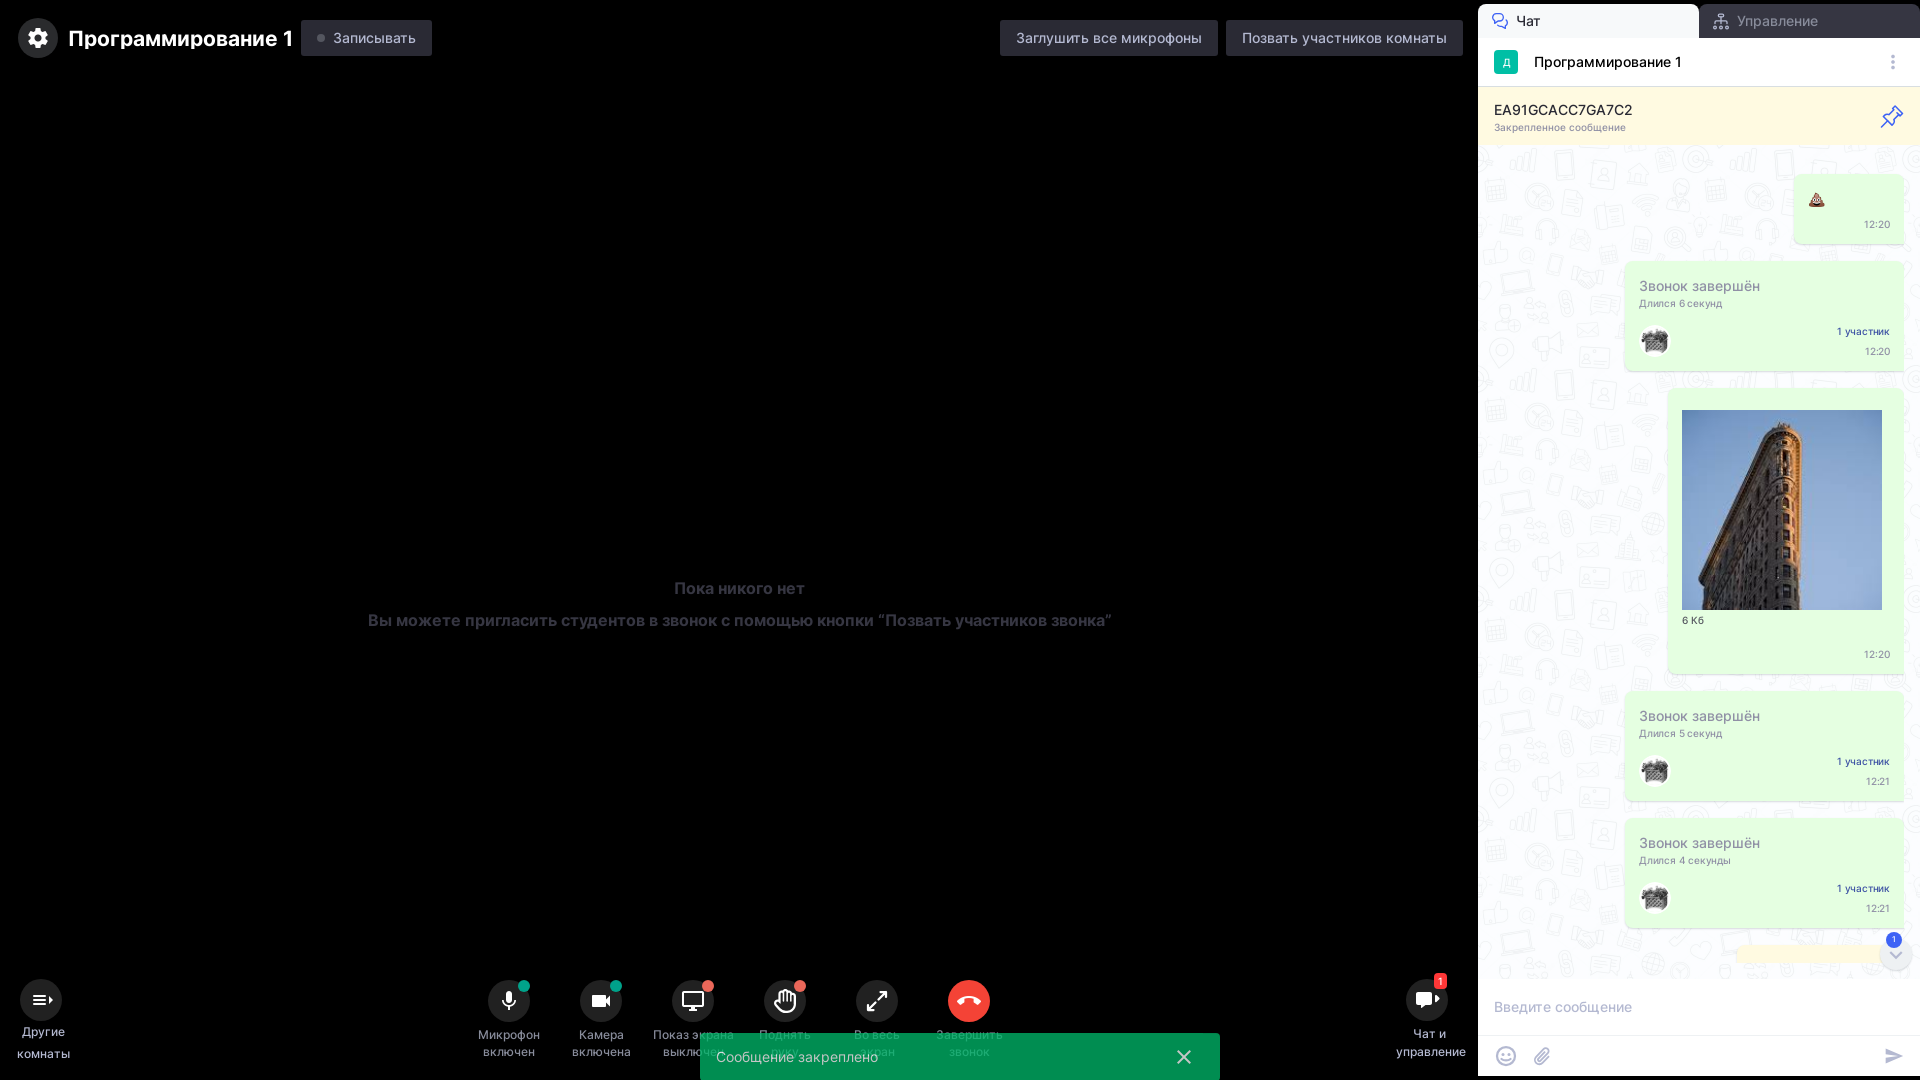 Программирование 1
Записывать
Заглушить все микрофоны
Позвать участников комнаты
Чат
Управление
Д
Программирование 1
EA91GCACC7GA7C2
Закрепленное сообщение
12:20
Звонок завершён
Длился 6 секунд
1 участник
12:20
6 Кб
12:20
Звонок завершён
Длился 5 секунд
1 участник
12:21
Звонок завершён
Длился 4 секунды
1 участник
12:21
1
Введите сообщение
Пока никого нет
Вы можете пригласить студентов в звонок с помощью кнопки “Позвать участников звонка”
Другие
комнаты
Микрофон
включен
Камера
включена
Показ экрана
выключен
Поднять
руку
Во весь
экран
Завершить
звонок
1
Чат и
управление
Сообщение закреплено